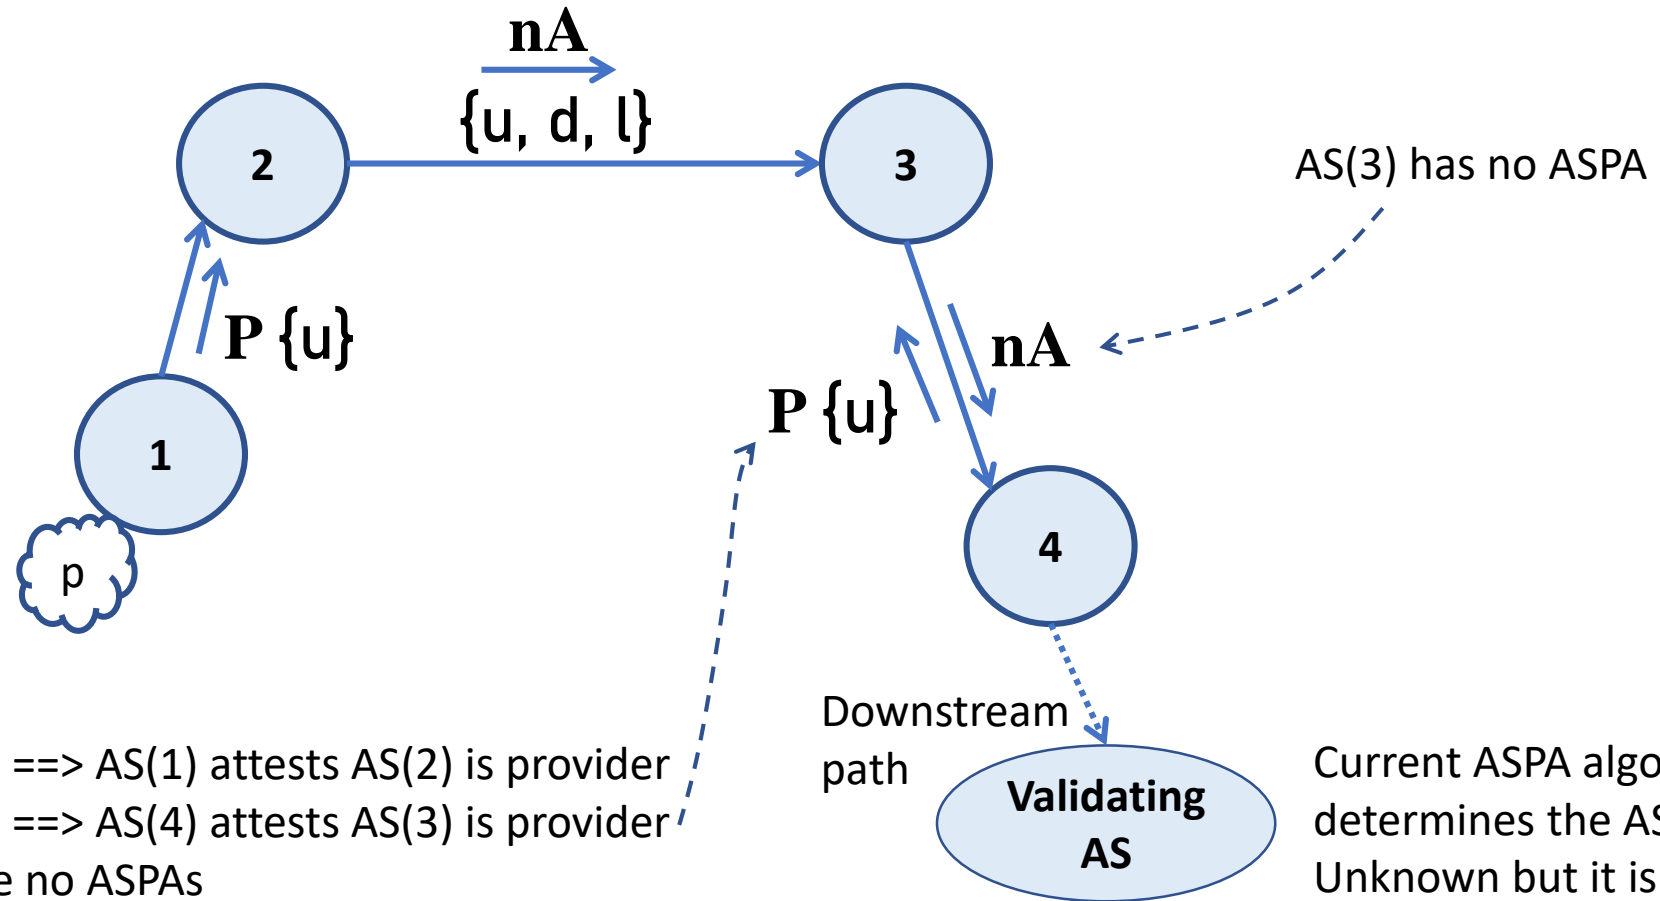 nA
{u, d, l}
2
3
AS(3) has no ASPA
P {u}
nA
P {u}
1
4
p
Downstream
path
==> AS(1) attests AS(2) is provider
==> AS(4) attests AS(3) is provider
no ASPAs
Validating
AS
Current ASPA
determines the
Unknown but it is